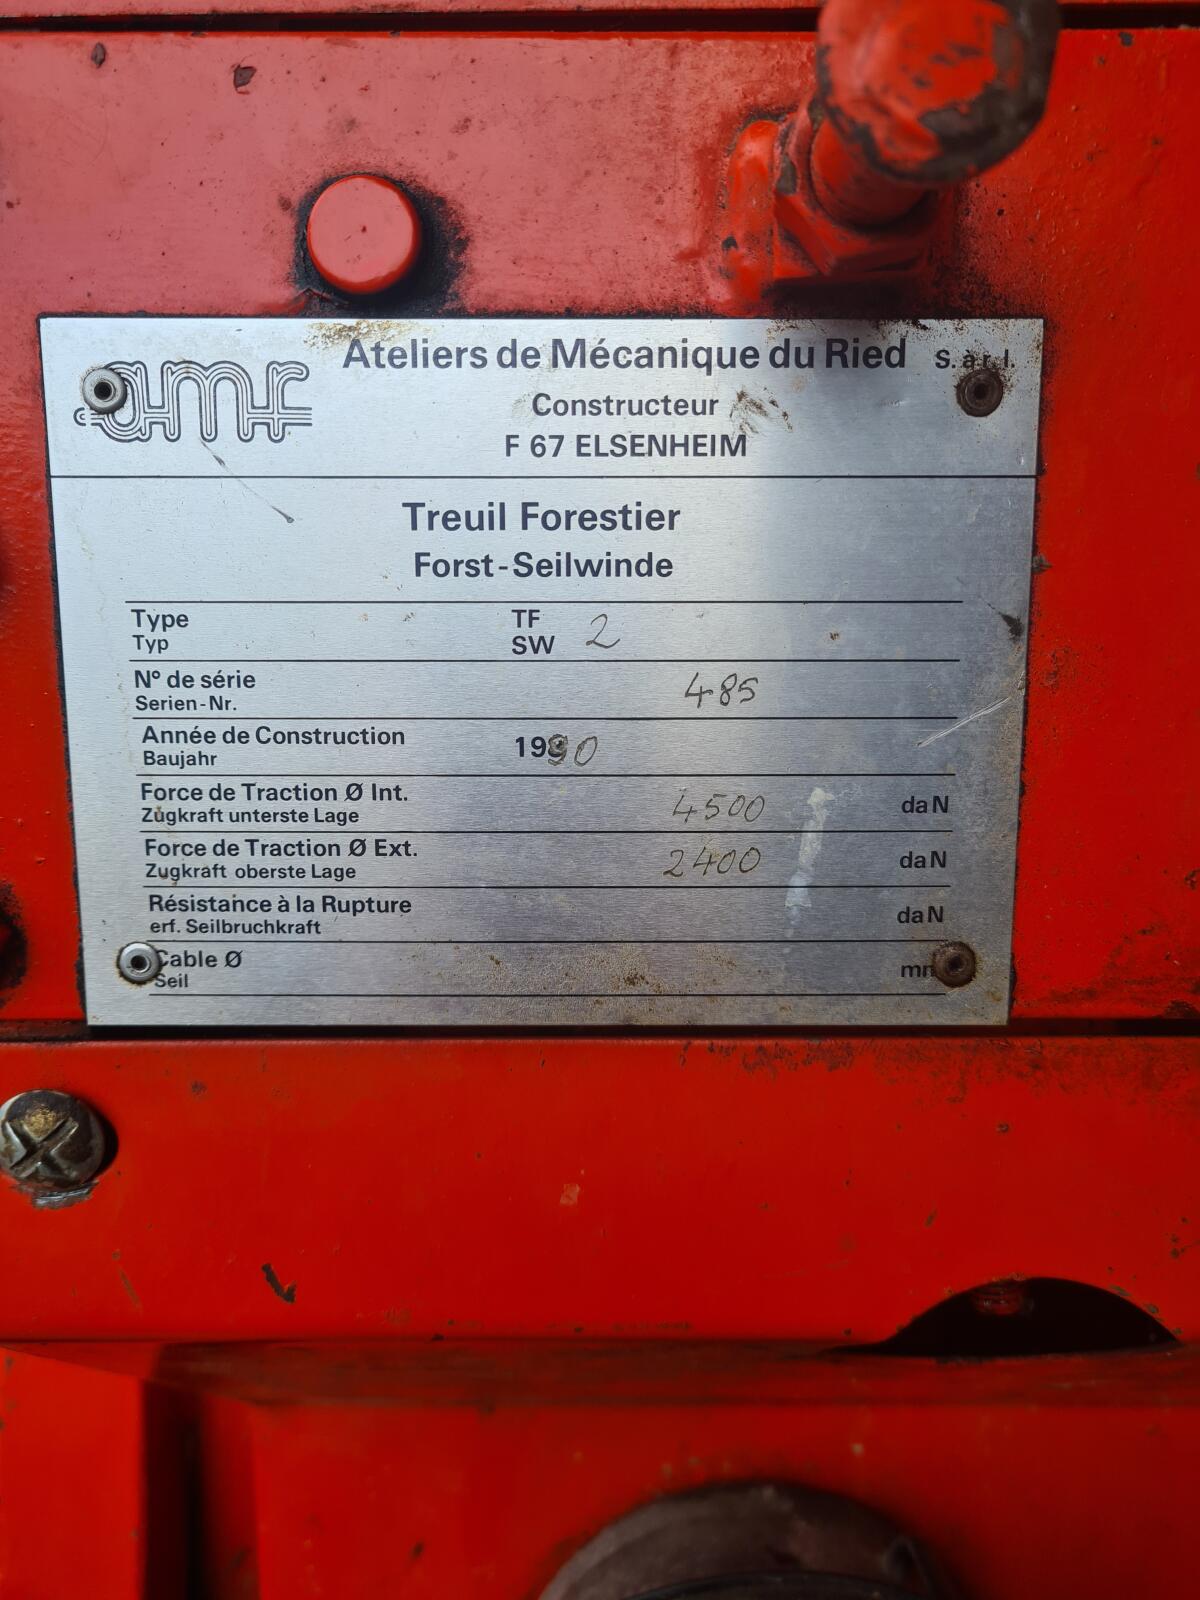 amr Ateliers de Mécanique du Ried S.a r.l.
Constructeur
F 67 ELSENHEIM
Treuil Forestier
Forst-Seilwinde
Type TF
Typ SW 2
N° de série 485
Serien-Nr.
Année de Construction 1990
Baujahr
Force de Traction Ø Int. 4500 daN
Zugkraft unterste Lage
Force de Traction Ø Ext. 2400 daN
Zugkraft oberste Lage
Résistance à la Rupture daN
erf. Seilbruchkraft
Cable Ø mm
Seil